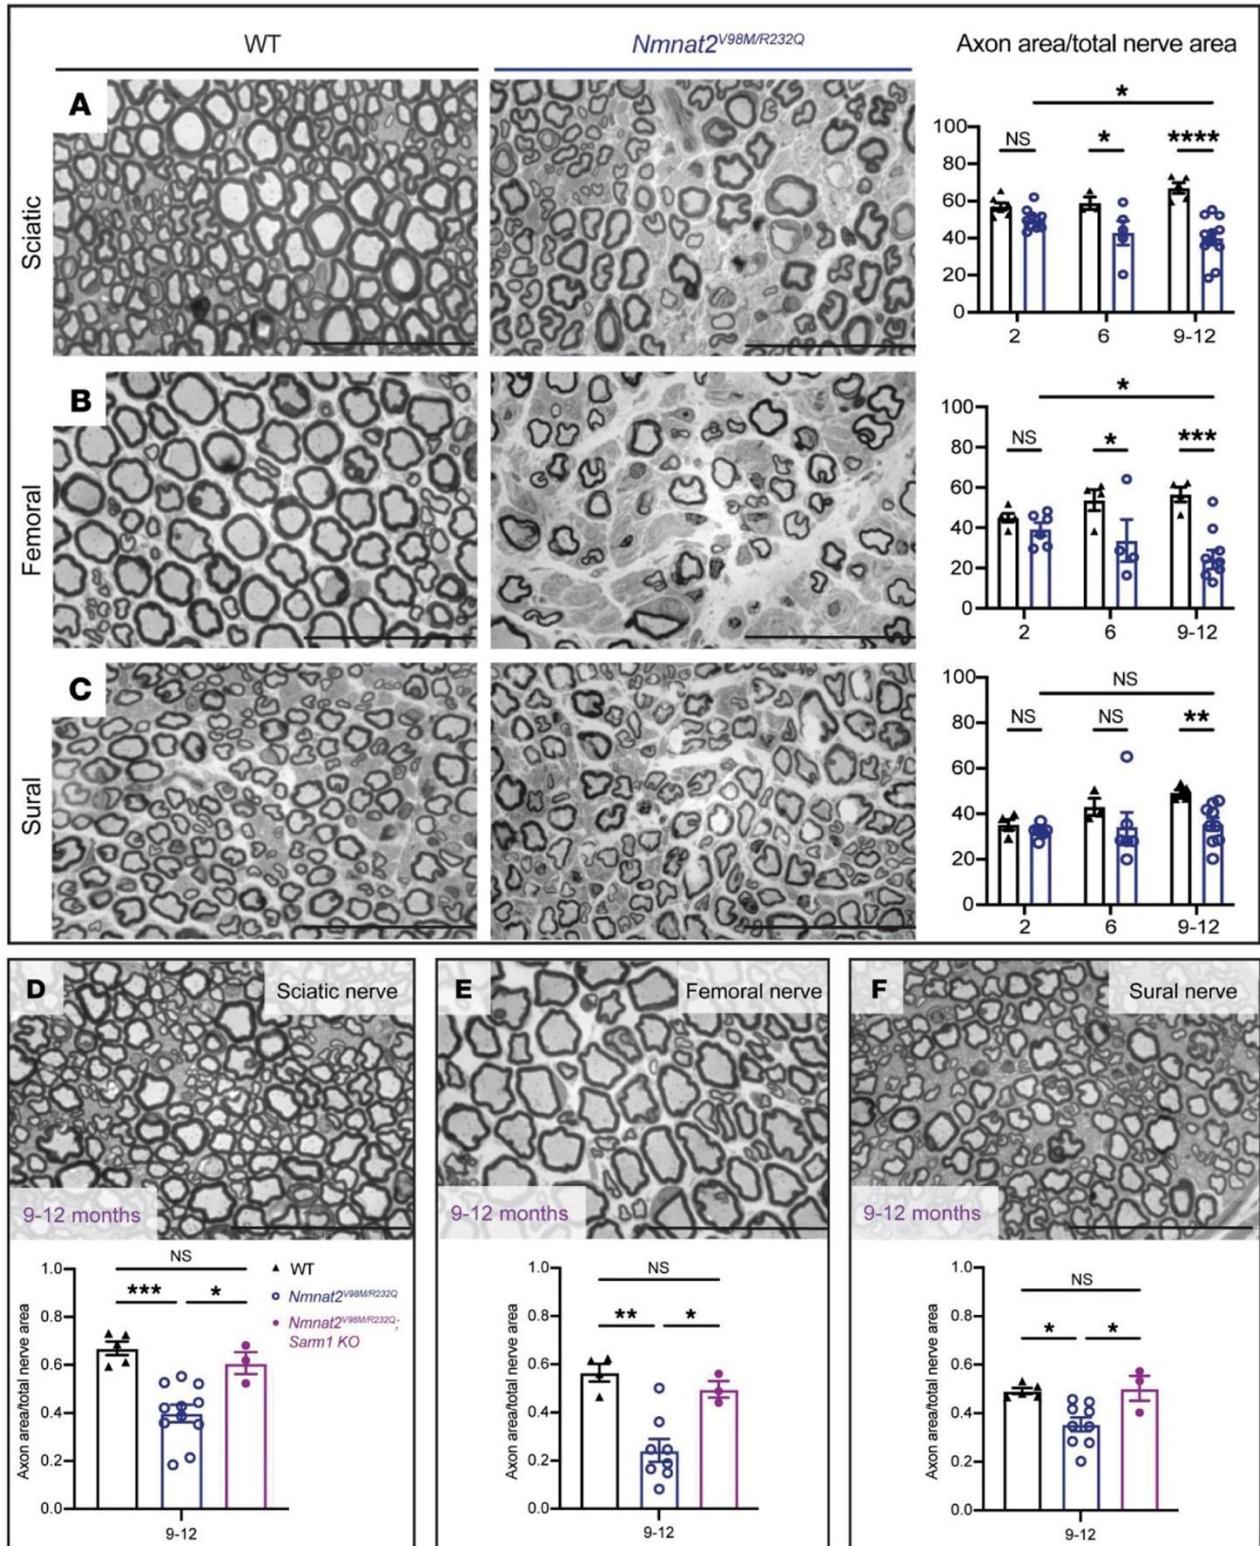 WT
Nmnat2V98M/R232Q
Axon area/total nerve area
A
Sciatic
*
NS
*
****
100
80
60
40
20
0
2
6
9-12
B
Femoral
*
NS
*
***
100
80
60
40
20
0
2
6
9-12
C
Sural
NS
NS
NS
**
100
80
60
40
20
0
2
6
9-12
D
Sciatic nerve
9-12 months
NS
***
*
WT
Nmnat2V98M/R232Q
Nmnat2V98M/R232Q;
Sarm1 KO
Axon area/total nerve area
1.0
0.8
0.6
0.4
0.2
0.0
9-12
E
Femoral nerve
9-12 months
NS
**
*
Axon area/total nerve area
1.0
0.8
0.6
0.4
0.2
0.0
9-12
F
Sural nerve
9-12 months
NS
*
*
Axon area/total nerve area
1.0
0.8
0.6
0.4
0.2
0.0
9-12